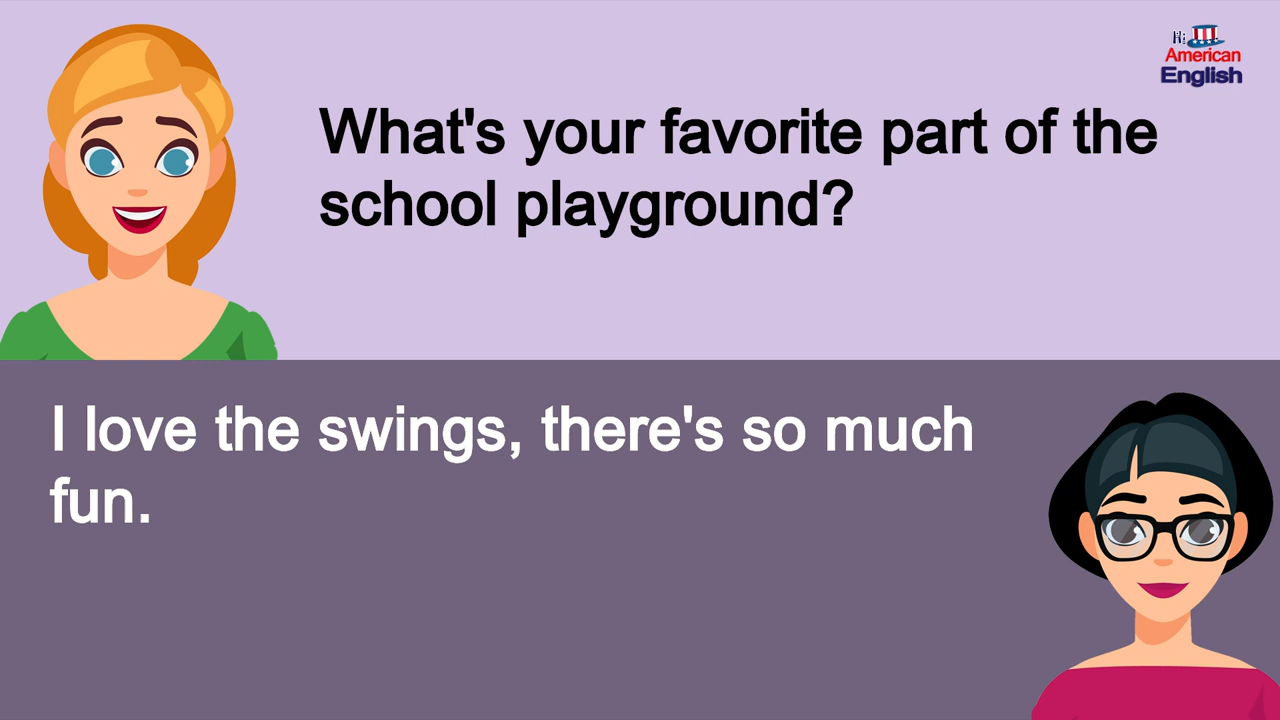 Hi
American
English
What's your favorite part of the
school playground?
I love the swings, there's so much
fun.